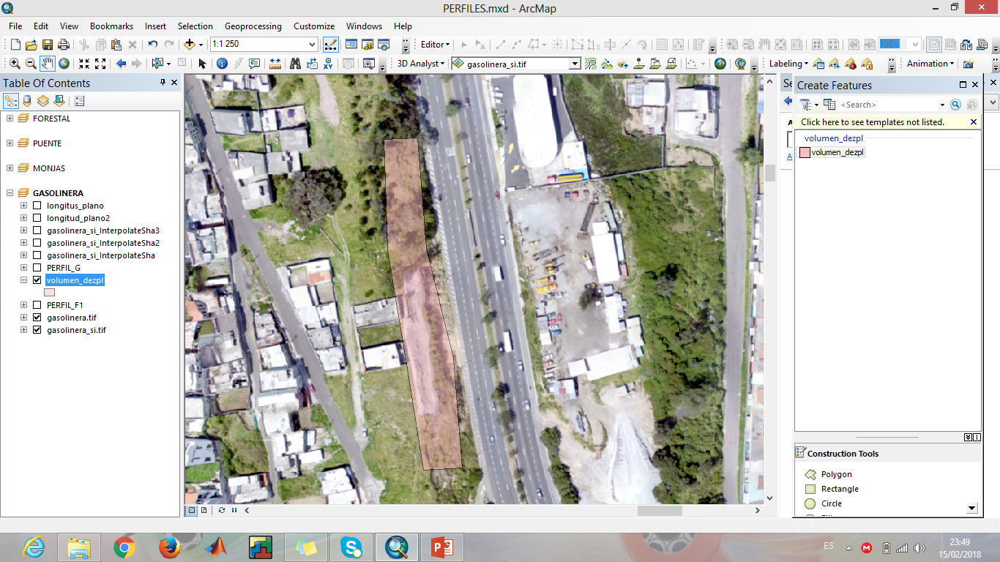 PERFILES.mxd - ArcMap
File Edit View Bookmarks Insert Selection Geoprocessing Customize Windows Help
1:1 250 Editor 100%
3D Analyst gasolinera_si.tif Labeling Animation
Table Of Contents
FORESTAL
PUENTE
MONJAS
GASOLINERA
longitus_plano
longitud_plano2
gasolinera_si_InterpolateSha3
gasolinera_si_InterpolateSha2
gasolinera_si_InterpolateSha
PERFIL_G
volumen_dezpl
PERFIL_F1
gasolinera.tif
gasolinera_si.tif
Se
Create Features
<Search>
Click here to see templates not listed.
volumen_dezpl
volumen_dezpl
Construction Tools
Polygon
Rectangle
Circle
ES
23:49
15/02/2018